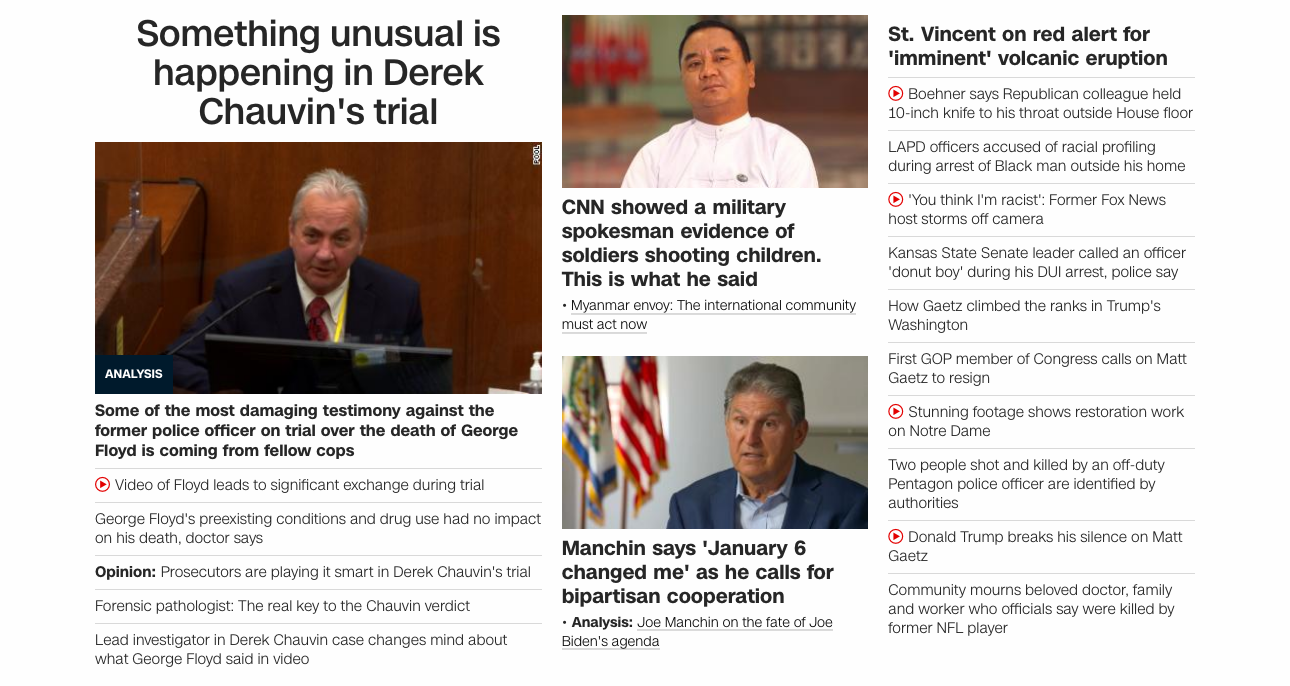 Something unusual is
happening in Derek
Chauvin's trial
POOL
ANALYSIS
Some of the most damaging testimony against the
former police officer on trial over the death of George
Floyd is coming from fellow cops
Video of Floyd leads to significant exchange during trial
George Floyd's preexisting conditions and drug use had no impact
on his death, doctor says
Opinion: Prosecutors are playing it smart in Derek Chauvin's trial
Forensic pathologist: The real key to the Chauvin verdict
Lead investigator in Derek Chauvin case changes mind about
what George Floyd said in video
CNN showed a military
spokesman evidence of
soldiers shooting children.
This is what he said
• Myanmar envoy: The international community
must act now
Manchin says 'January 6
changed me' as he calls for
bipartisan cooperation
• Analysis: Joe Manchin on the fate of Joe
Biden's agenda
St. Vincent on red alert for
'imminent' volcanic eruption
Boehner says Republican colleague held
10-inch knife to his throat outside House floor
LAPD officers accused of racial profiling
during arrest of Black man outside his home
'You think I'm racist': Former Fox News
host storms off camera
Kansas State Senate leader called an officer
'donut boy' during his DUI arrest, police say
How Gaetz climbed the ranks in Trump's
Washington
First GOP member of Congress calls on Matt
Gaetz to resign
Stunning footage shows restoration work
on Notre Dame
Two people shot and killed by an off-duty
Pentagon police officer are identified by
authorities
Donald Trump breaks his silence on Matt
Gaetz
Community mourns beloved doctor, family
and worker who officials say were killed by
former NFL player